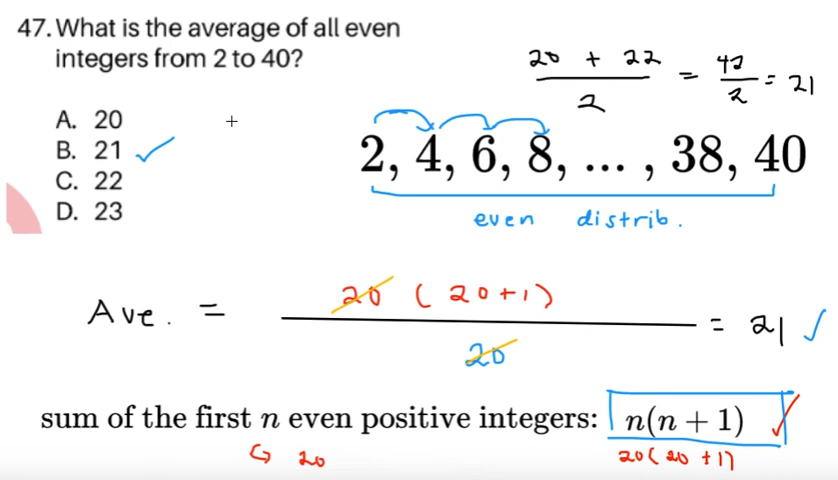 47. What is the average of all even
integers from 2 to 40?
A. 20
B. 21 ✓
C. 22
D. 23
20 + 22
2
= 42
2
= 21
2, 4, 6, 8, ... , 38, 40
even distrib.
Ave. =
20 (20+1)
20
= 21 ✓
sum of the first n even positive integers: n(n + 1) ✓
↳ 20
20(20 + 1)